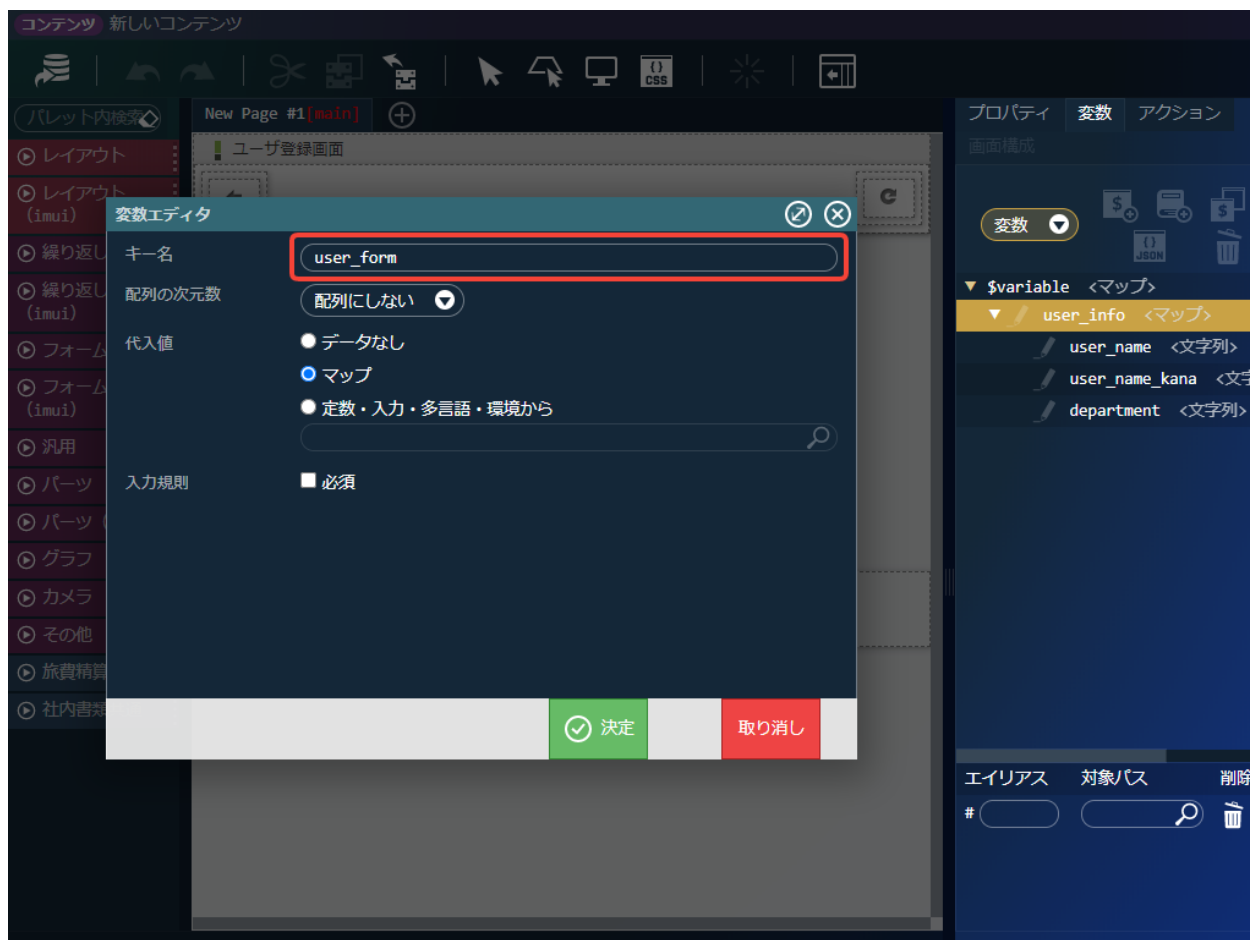 コンテンツ 新しいコンテンツ
{} CSS
パレット内検索
New Page #1[main]
プロパティ 変数 アクション
画面構成
レイアウト
レイアウト
(imui)
繰り返し
繰り返し
(imui)
フォーム
フォーム
(imui)
汎用
パーツ
パーツ (
グラフ
カメラ
その他
旅費精算
社内書類
ユーザ登録画面
変数エディタ
キー名 user_form
配列の次元数 配列にしない
代入値 データなし
マップ
定数・入力・多言語・環境から
入力規則 必須
決定 取り消し
変数
{} JSON
$variable <マップ>
user_info <マップ>
user_name <文字列>
user_name_kana <文字
department <文字列>
エイリアス 対象パス 削除
#